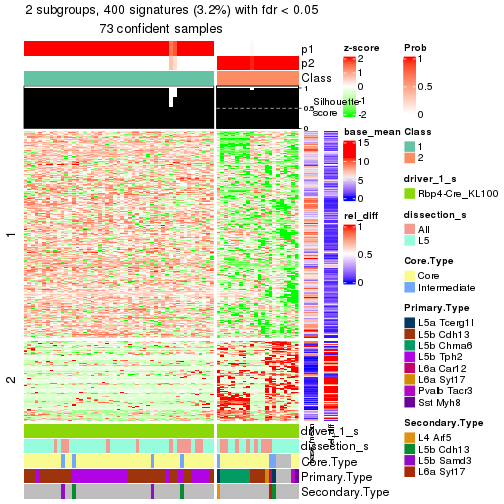 2 subgroups, 400 signatures (3.2%) with fdr < 0.05
73 confident samples
p1
p2
Class
1
0.5
0
Silhouette
score
1
2
base_mean
rel_diff
driver_1_s
dissection_s
Core.Type
Primary.Type
Secondary.Type
z-score
2
1
0
-1
-2
base_mean
15
10
5
0
rel_diff
1
0.5
0
Prob
1
0.5
0
Class
1
2
driver_1_s
Rbp4-Cre_KL100
dissection_s
All
L5
Core.Type
Core
Intermediate
Primary.Type
L5a Tcerg1l
L5b Cdh13
L5b Chrna6
L5b Tph2
L6a Car12
L6a Syt17
Pvalb Tacr3
Sst Myh8
Secondary.Type
L4 Arf5
L5b Cdh13
L5b Samd3
L6a Syt17